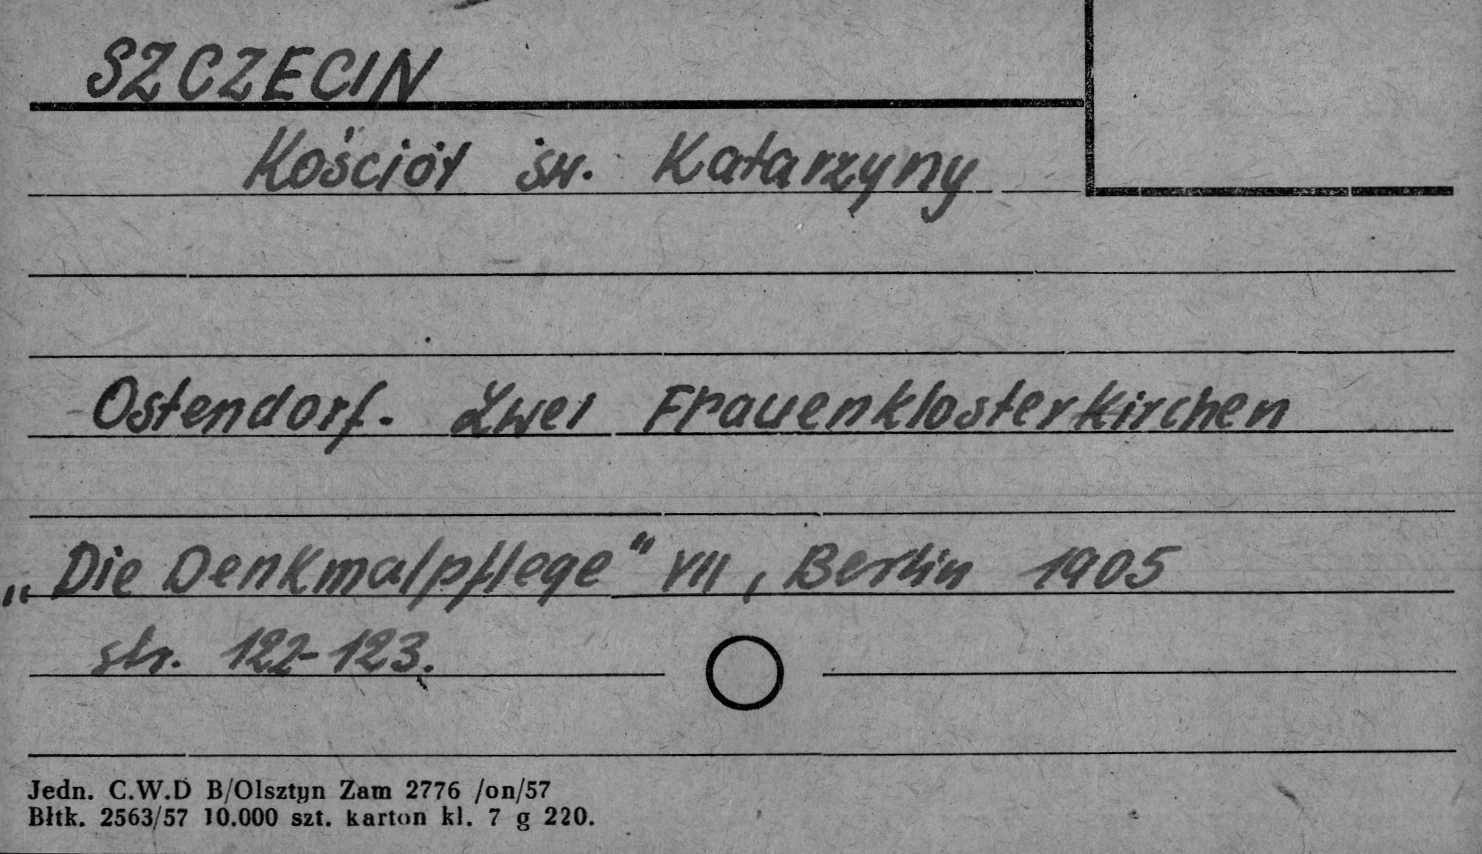 SZCZECIN
Kościół św. Katarzyny
Ostendorf. Zwei Frauenklosterkirchen
„Die Denkmalpflege" VII, Berlin 1905
str. 122-123.
Jedn. C.W.D B/Olsztyn Zam 2776 /on/57
Błtk. 2563/57 10.000 szt. karton kl. 7 g 220.